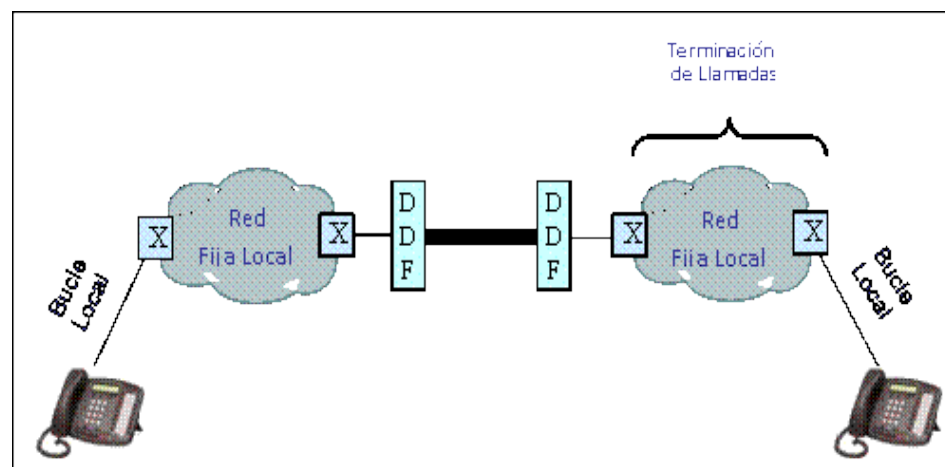 Terminación
de Llamadas
Red
Fija Local
X
X
D
D
F
D
D
F
Red
Fija Local
X
X
Bucle
Local
Bucle
Local